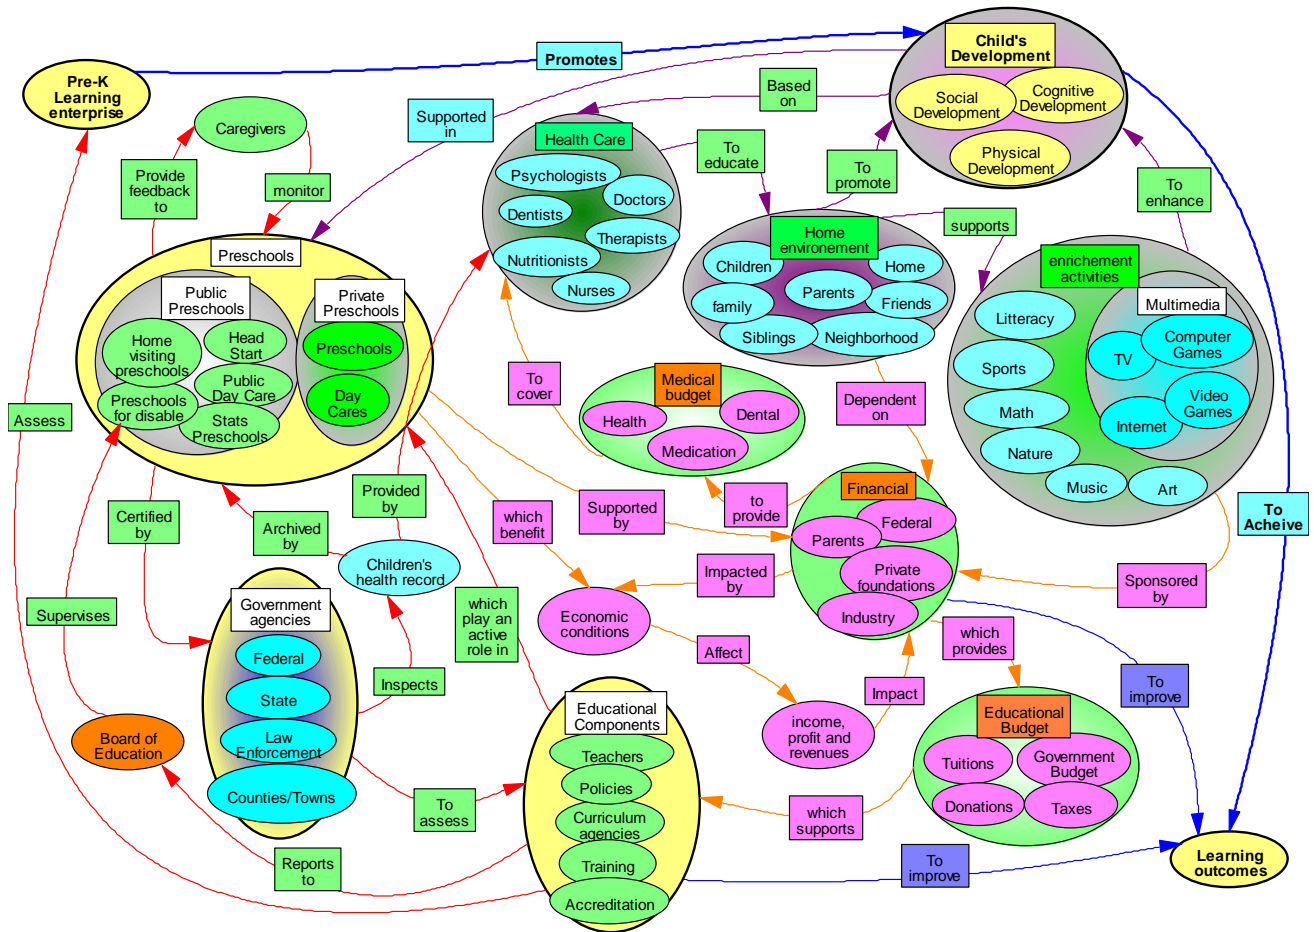 Pre-K
Learning
enterprise
Promotes
Child's
Development
Social
Development
Cognitive
Development
Physical
Development
Caregivers
Supported
in
Based
on
Provide
feedback
to
monitor
Health Care
Psychologists
Doctors
Dentists
Therapists
Nutritionists
Nurses
To
educate
To
promote
To
enhance
supports
Home
environement
Children
Home
Parents
family
Friends
Siblings
Neighborhood
enrichement
activities
Multimedia
Litteracy
Computer
Games
TV
Sports
Video
Games
Math
Internet
Nature
Music
Art
Preschools
Public
Preschools
Private
Preschools
Home
visiting
preschools
Head
Start
Preschools
Public
Day Care
Preschools
for disable
Day
Cares
Stats
Preschools
Assess
To
cover
Medical
budget
Health
Dental
Medication
Dependent
on
Certified
by
Archived
by
Provided
by
which
benefit
Supported
by
to
provide
Financial
Federal
Parents
Private
foundations
Industry
To
Acheive
Children's
health record
Impacted
by
Sponsored
by
Supervises
Government
agencies
Federal
State
Law
Enforcement
Counties/Towns
Inspects
which
play an
active
role in
Economic
conditions
Affect
Impact
which
provides
To
improve
Board of
Education
Educational
Components
Teachers
Policies
Curriculum
agencies
Training
Accreditation
income,
profit and
revenues
Educational
Budget
Tuitions
Government
Budget
Donations
Taxes
To
assess
which
supports
Reports
to
To
improve
Learning
outcomes